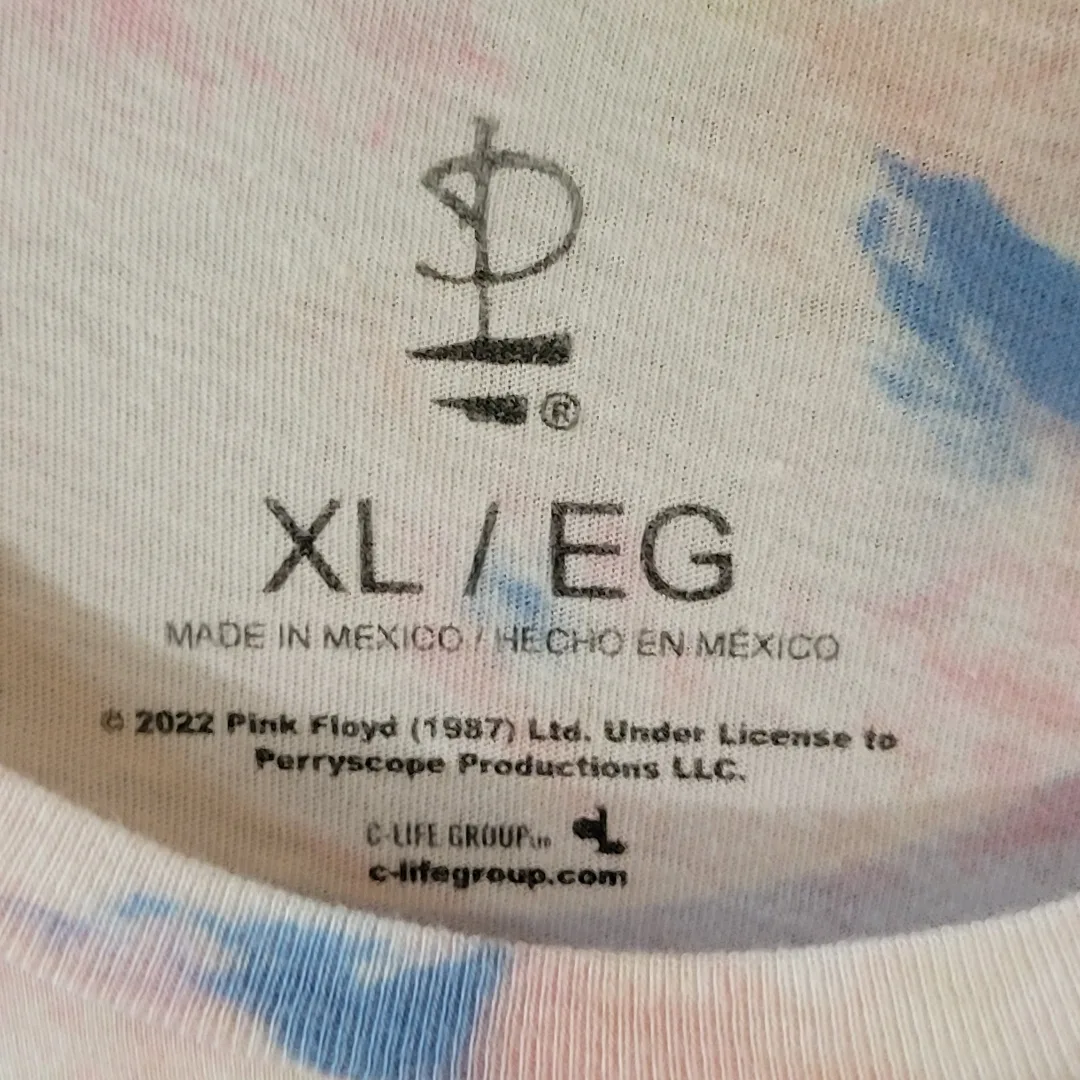 ®
XL / EG
MADE IN MEXICO / HECHO EN MÉXICO
© 2022 Pink Floyd (1987) Ltd. Under License to
Perryscope Productions LLC.
C-LIFE GROUP LTD
c-lifegroup.com